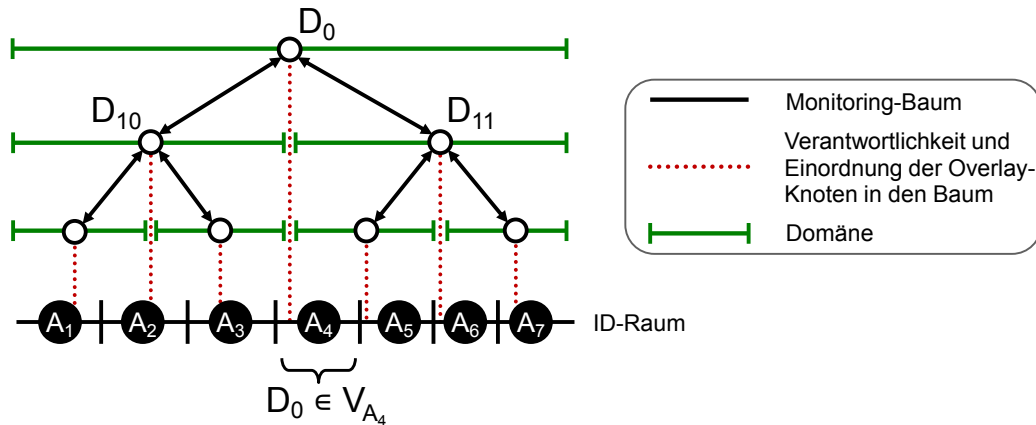 D₀
D₁₀ D₁₁
A₁ A₂ A₃ A₄ A₅ A₆ A₇ ID-Raum
D₀ ∈ V_A₄
Monitoring-Baum
Verantwortlichkeit und
Einordnung der Overlay-
Knoten in den Baum
Domäne